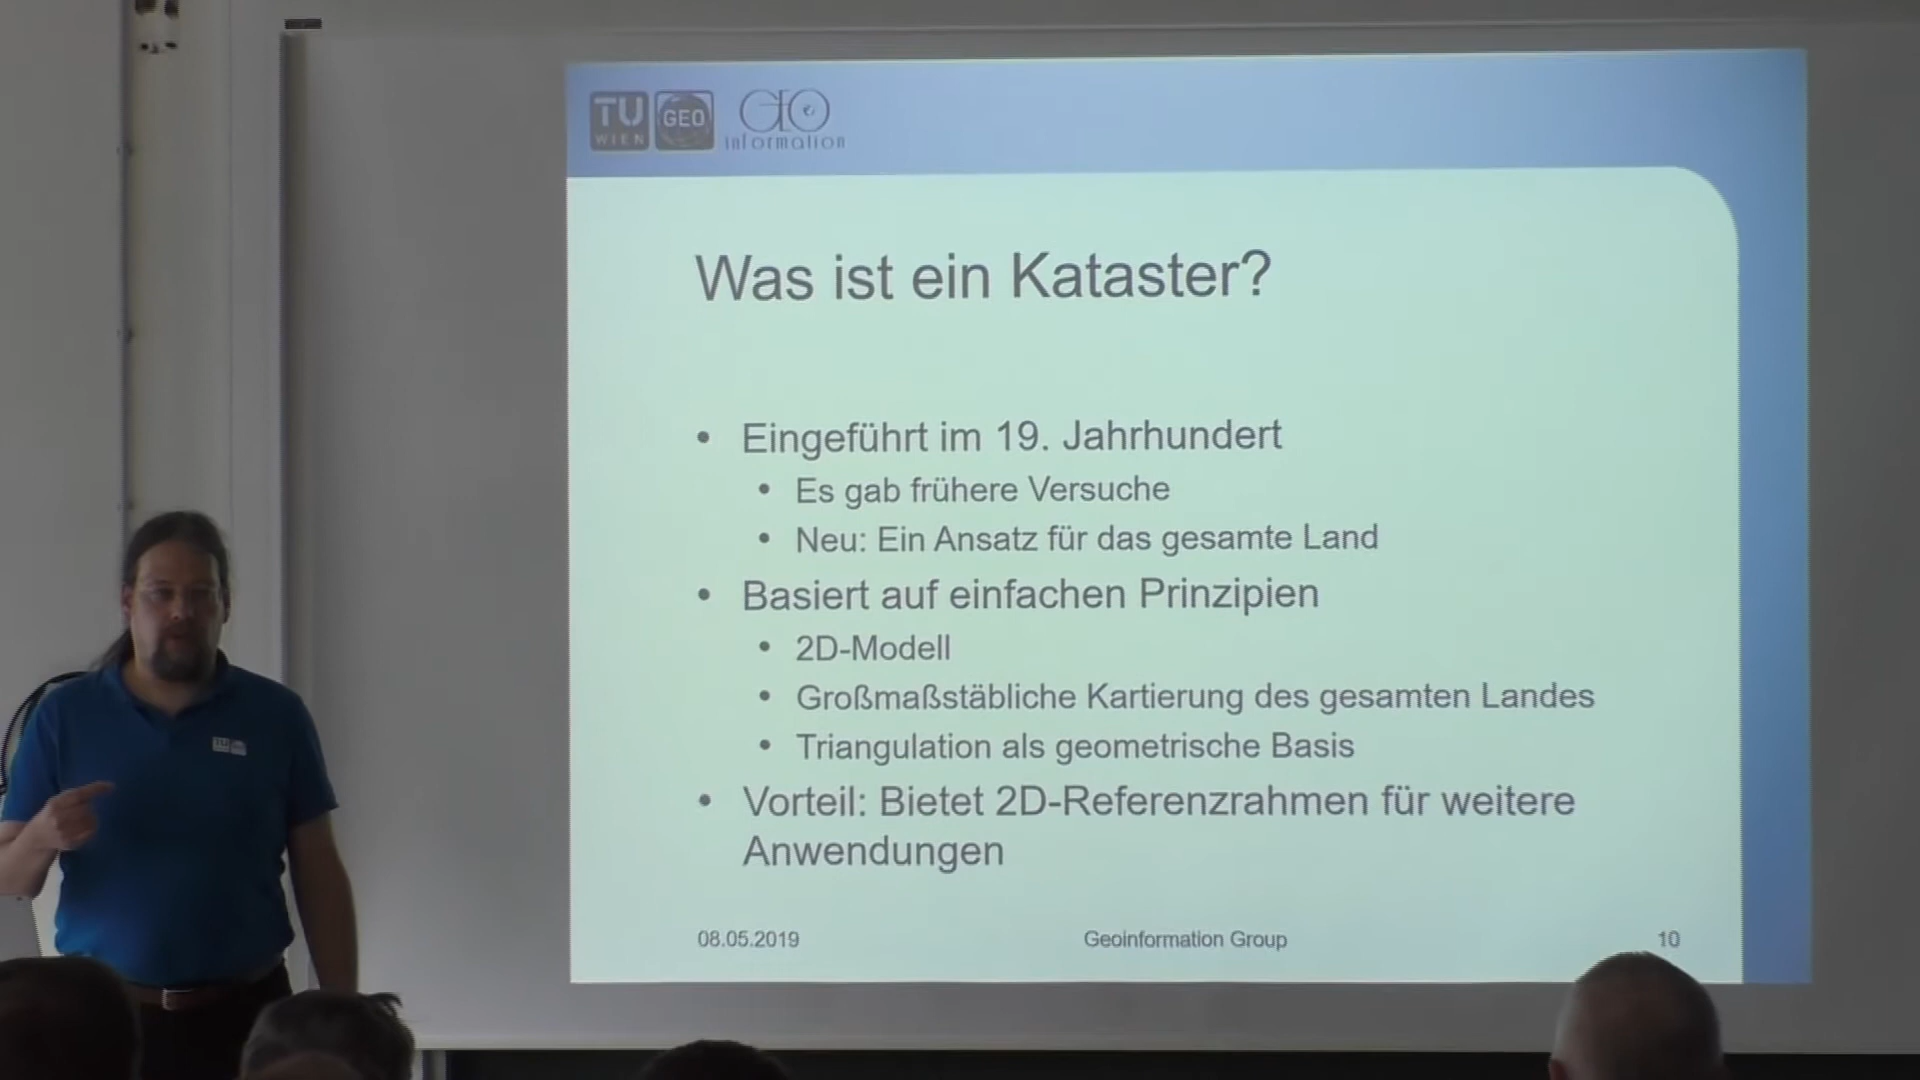 TU
WIEN
GEO
GEO
information
Was ist ein Kataster?
• Eingeführt im 19. Jahrhundert
• Es gab frühere Versuche
• Neu: Ein Ansatz für das gesamte Land
• Basiert auf einfachen Prinzipien
• 2D-Modell
• Großmaßstäbliche Kartierung des gesamten Landes
• Triangulation als geometrische Basis
• Vorteil: Bietet 2D-Referenzrahmen für weitere
Anwendungen
08.05.2019
Geoinformation Group
10
TU